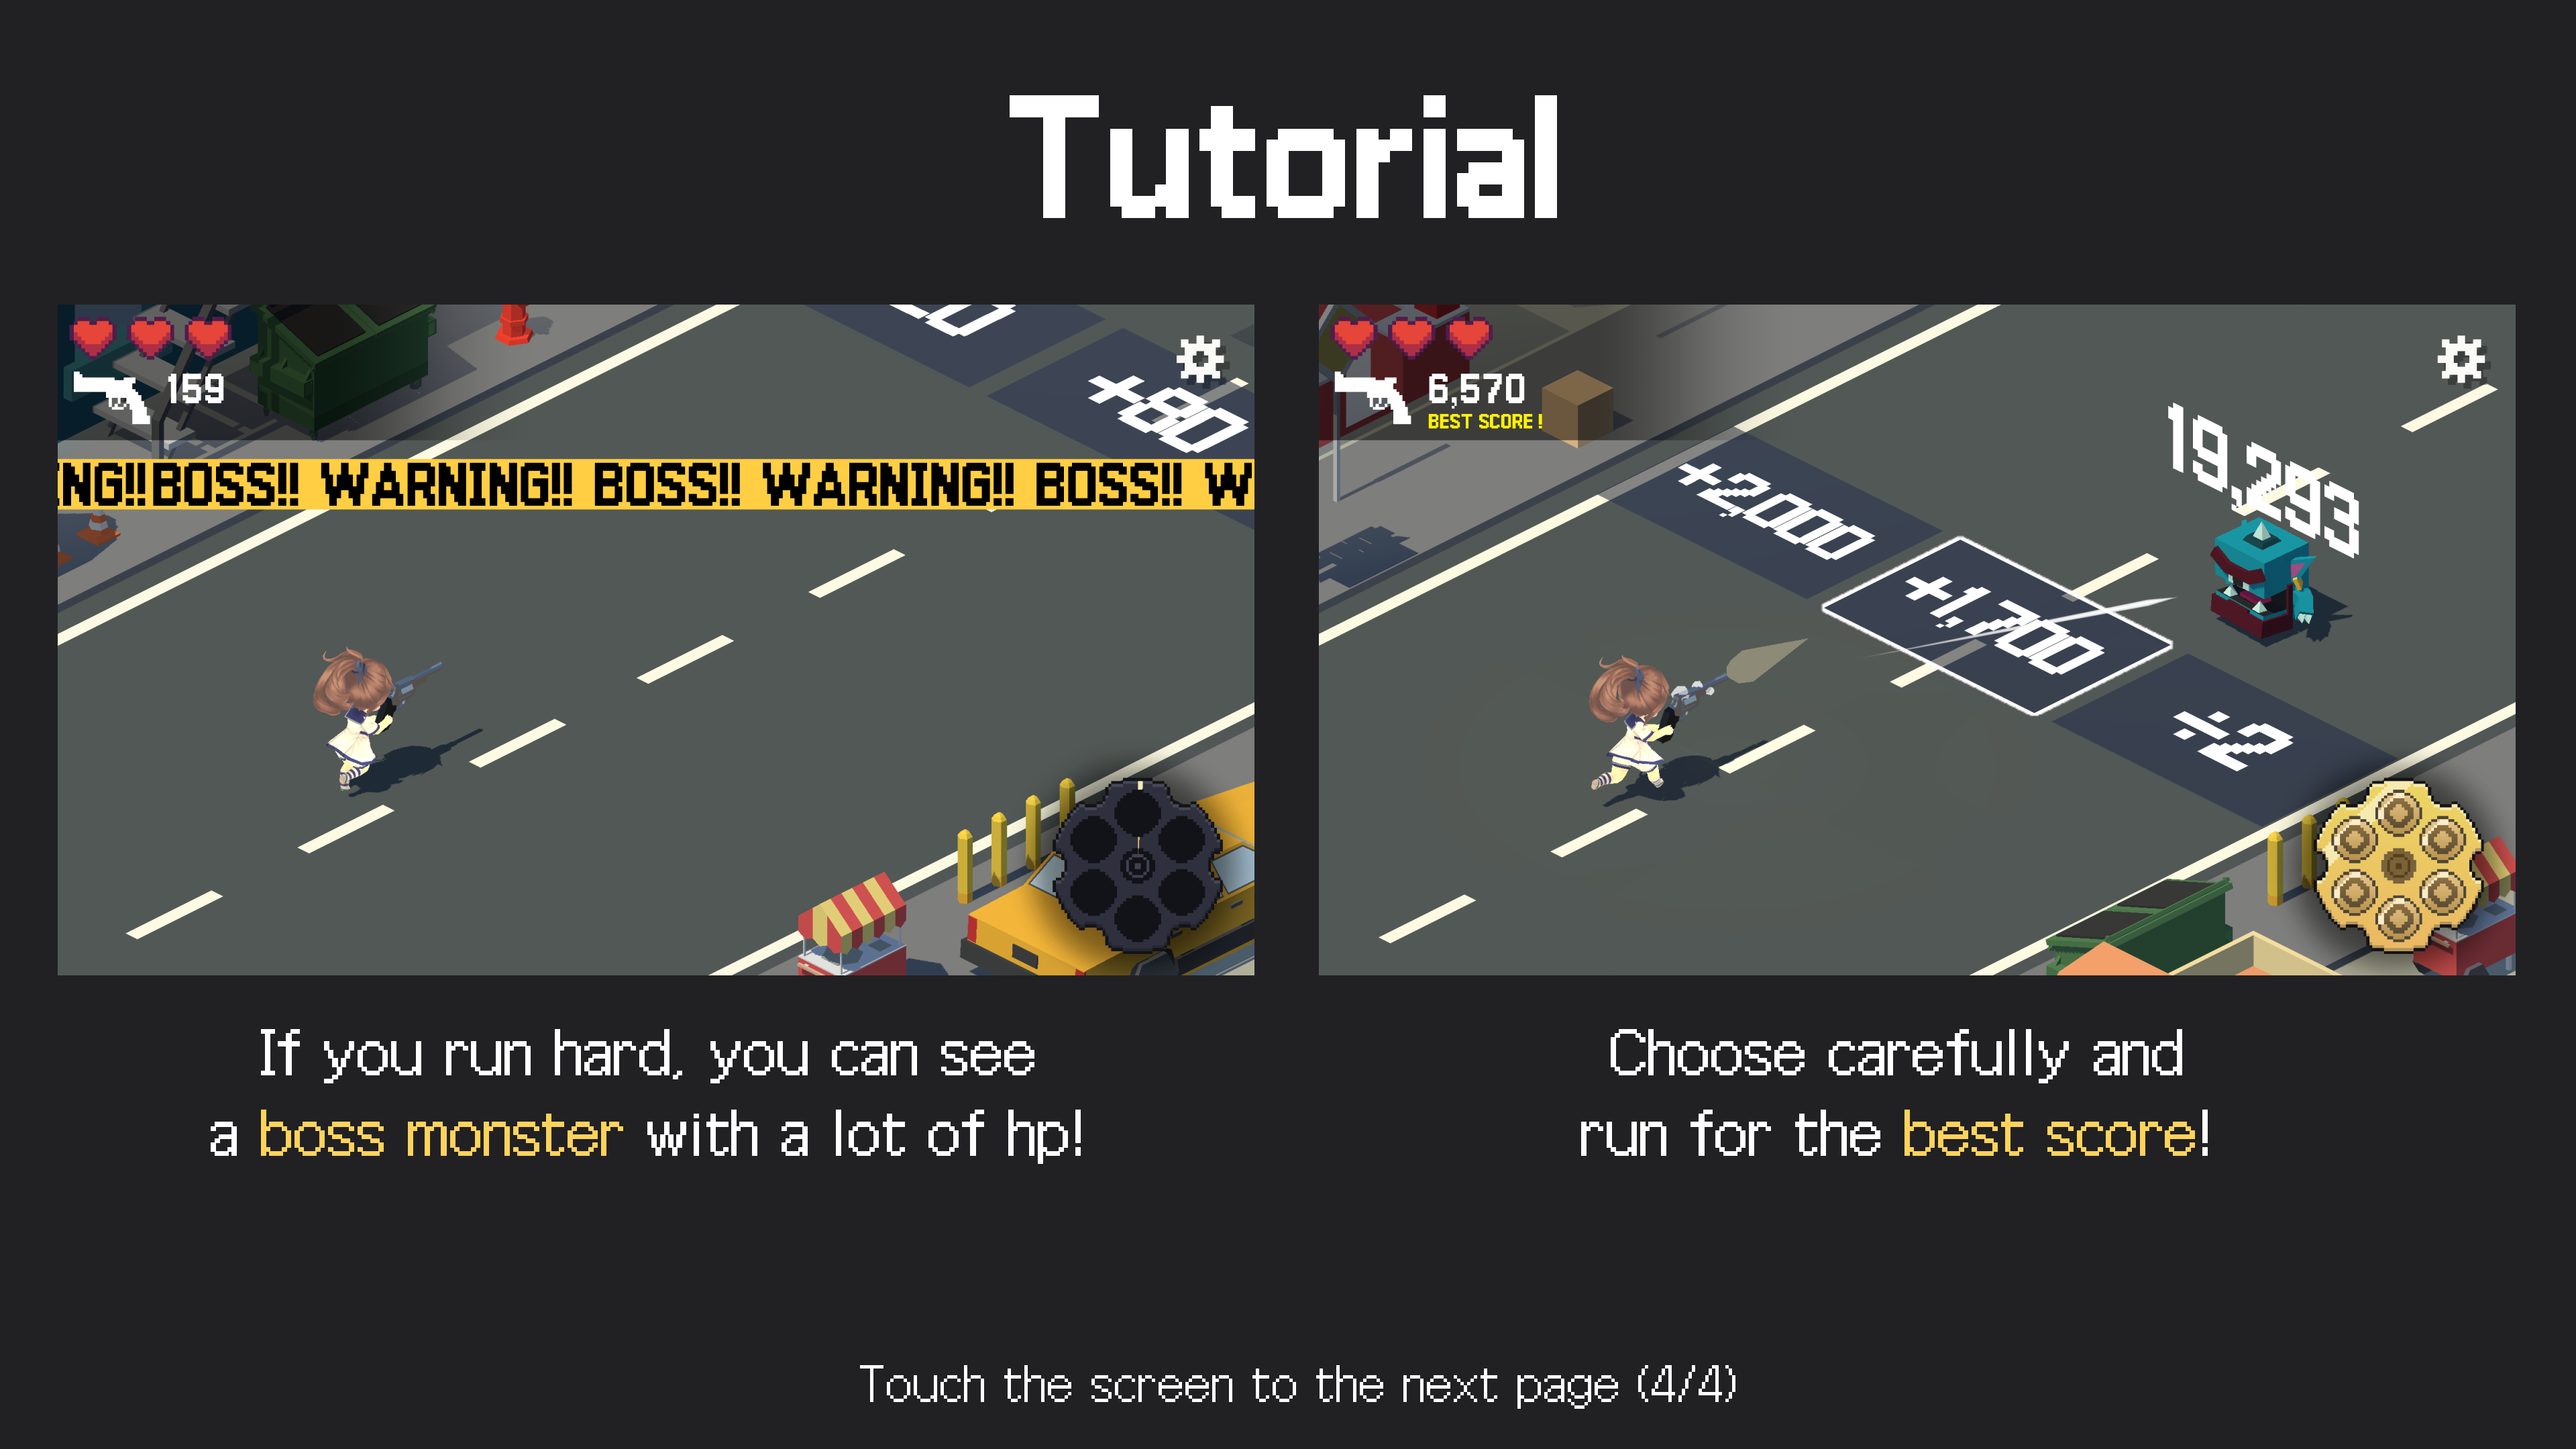 Tutorial
159
+80
NG!! BOSS!! WARNING!! BOSS!! WARNING!! BOSS!! W
6,570
BEST SCORE !
19,293
+2,000
+1,700
÷2
If you run hard, you can see
a boss monster with a lot of hp!
Choose carefully and
run for the best score!
Touch the screen to the next page (4/4)